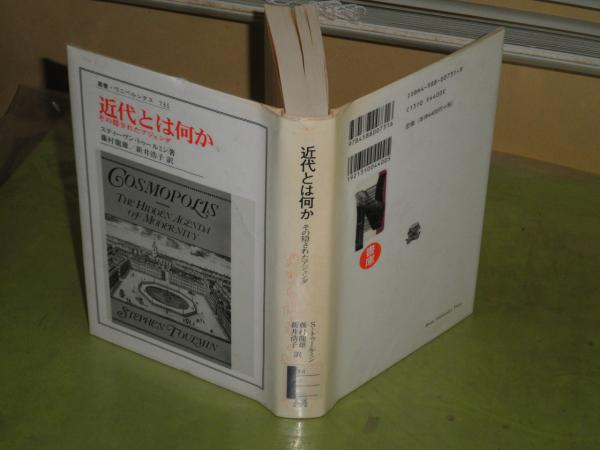 叢書・ウニベルシタス 731
近代とは何か
その隠されたアジェンダ
スティーヴン・トゥールミン著
藤村龍雄／新井浩子 訳
COSMOPOLIS
THE HIDDEN AGENDA
OF MODERNITY
STEPHEN TOULMIN
近代とは何か
その隠されたアジェンダ
S・トゥールミン
藤村龍雄
新井浩子 訳
9784588007316
1921310044005